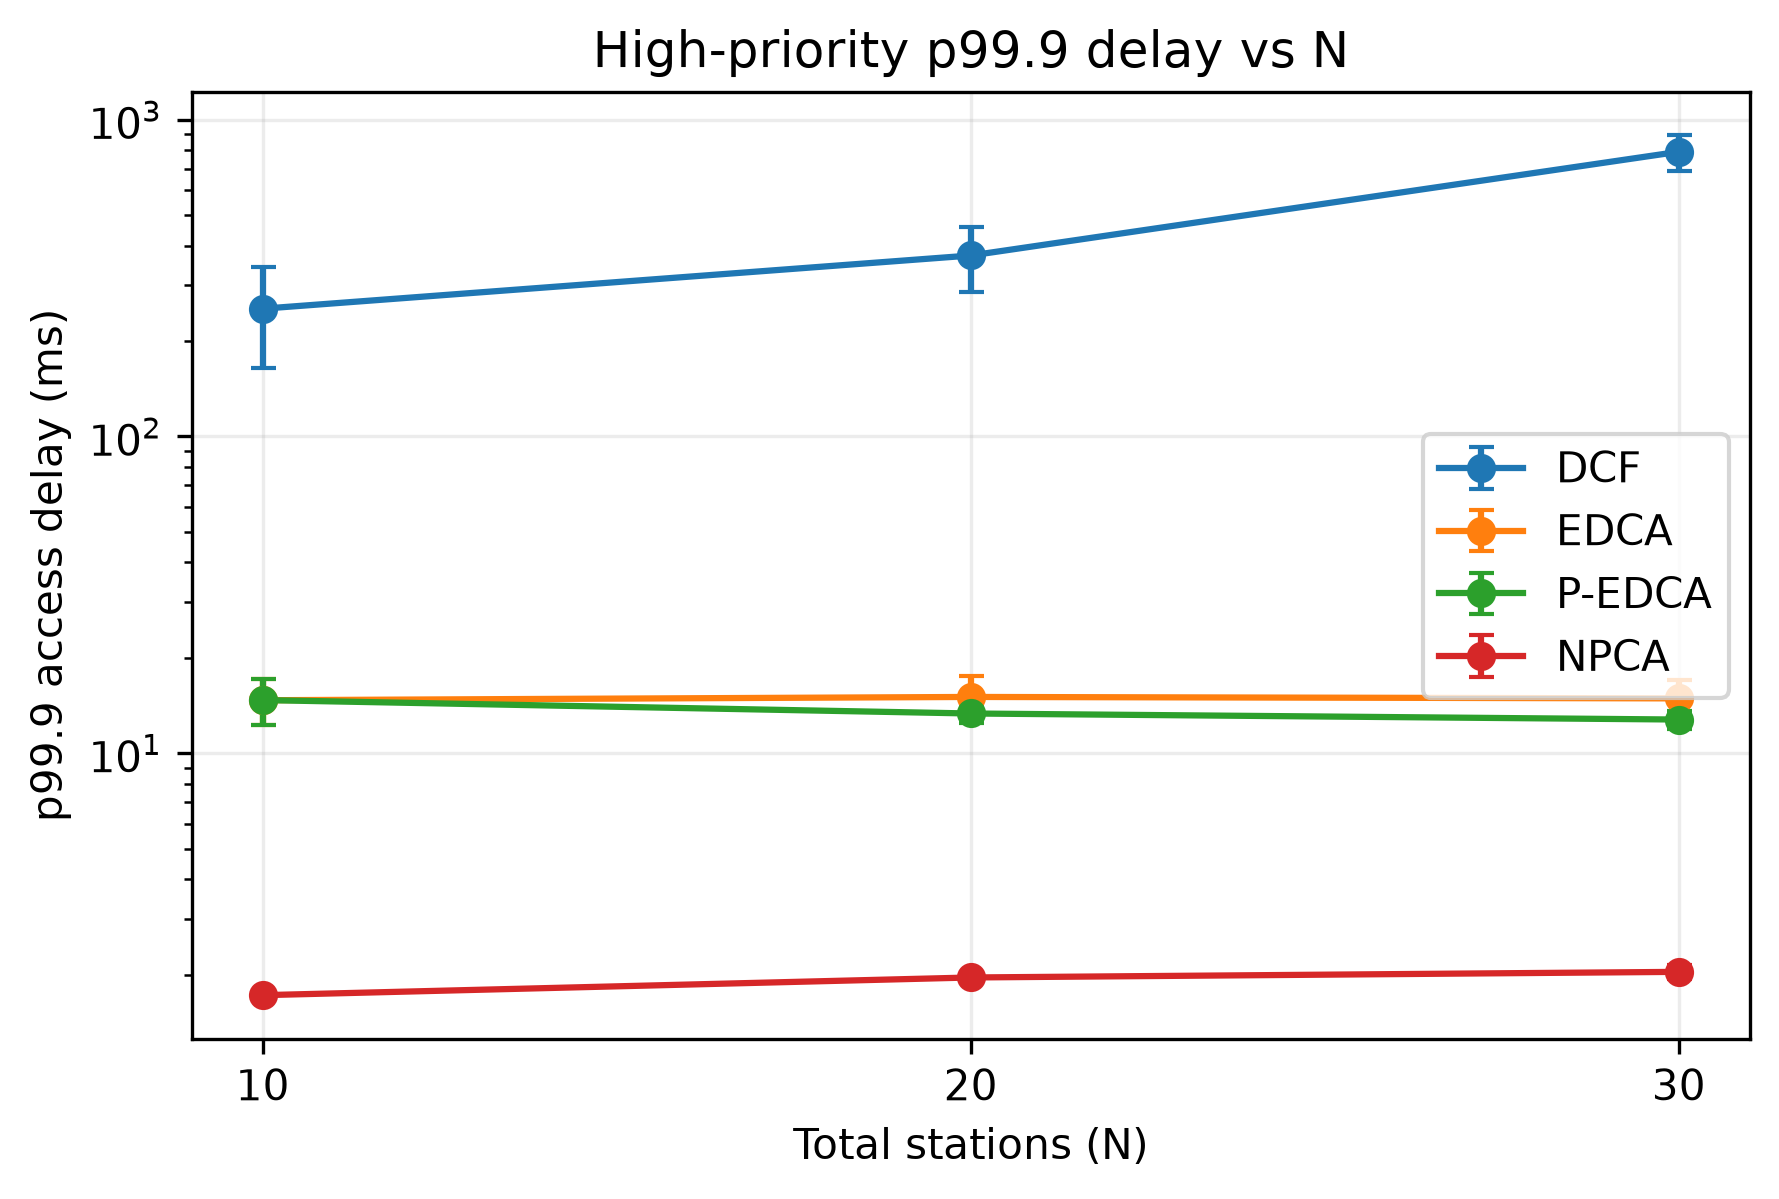 High-priority p99.9 delay vs N
p99.9 access delay (ms)
10³
10²
10¹
DCF
EDCA
P-EDCA
NPCA
10 20 30
Total stations (N)